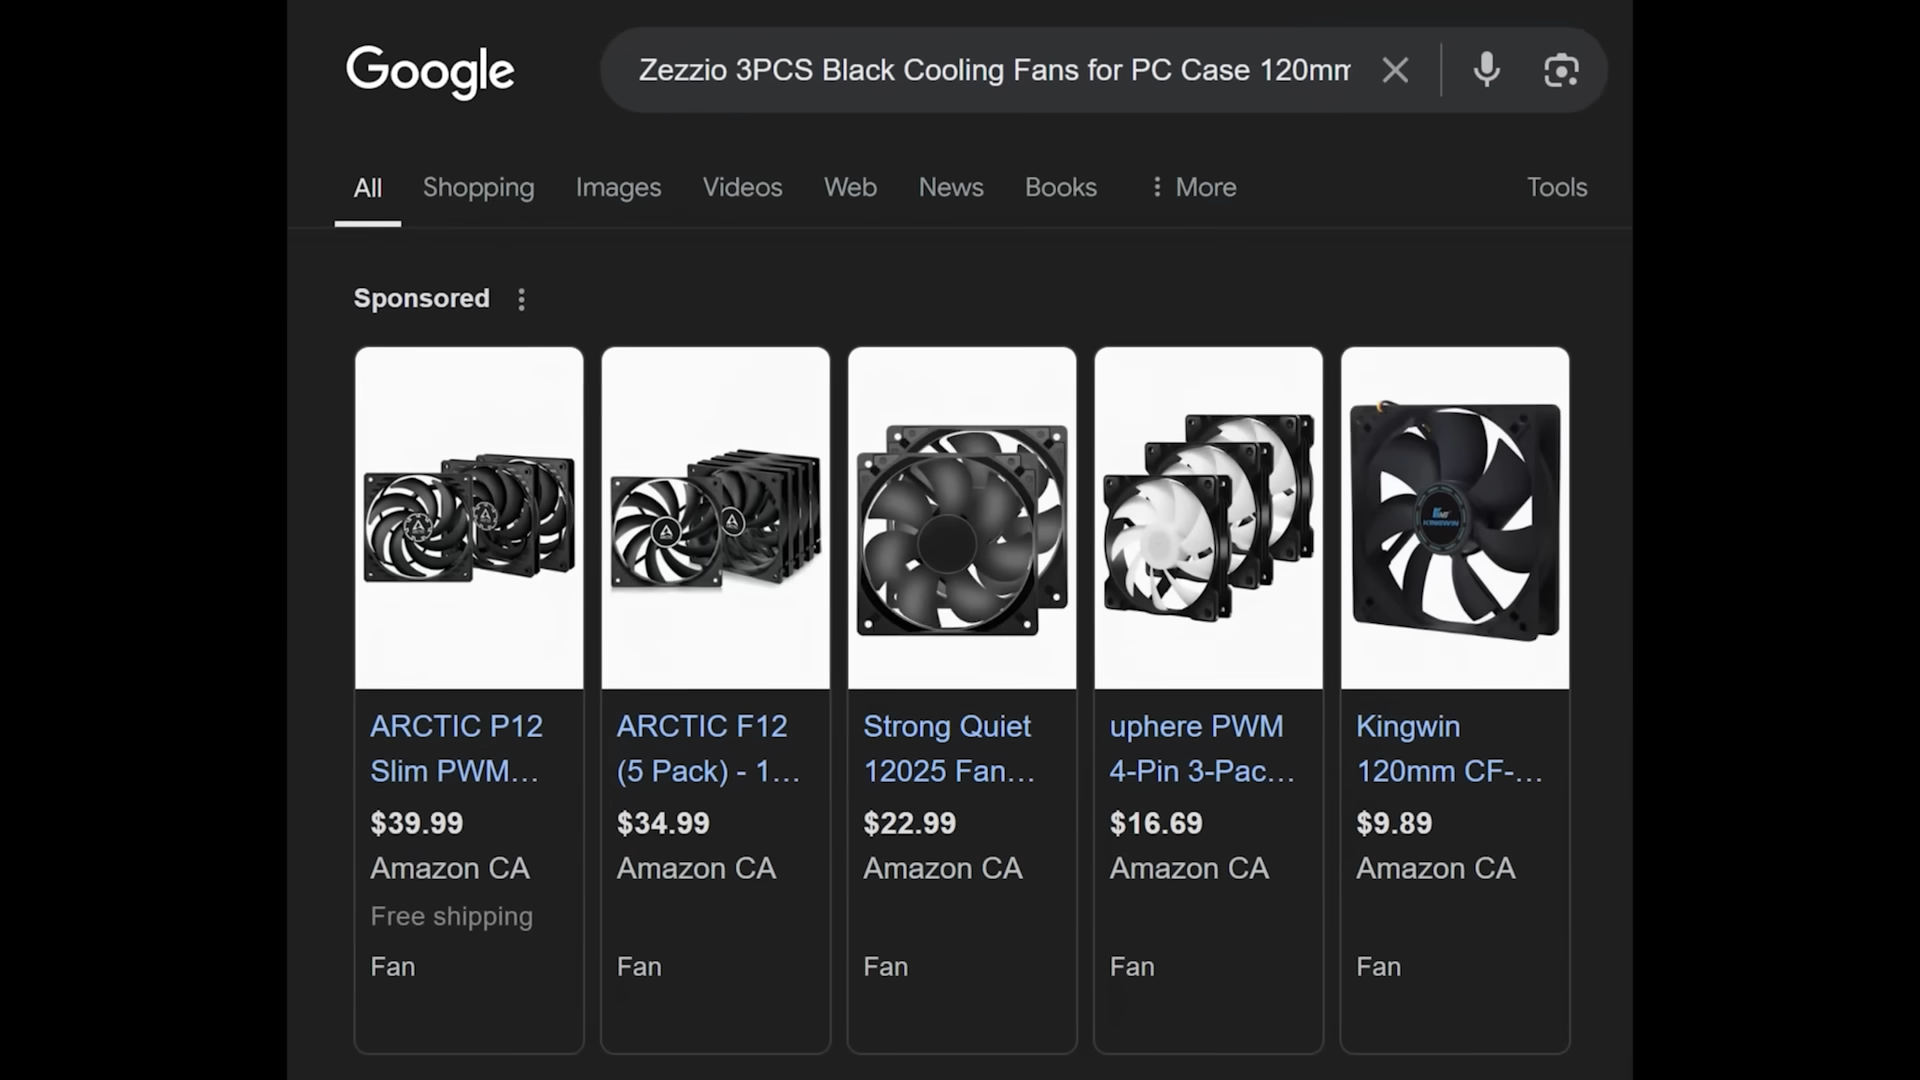 Google
Zezzio 3PCS Black Cooling Fans for PC Case 120mm
All
Shopping
Images
Videos
Web
News
Books
More
Tools
Sponsored
ARCTIC P12
Slim PWM...
$39.99
Amazon CA
Free shipping
Fan
ARCTIC F12
(5 Pack) - 1...
$34.99
Amazon CA
Fan
Strong Quiet
12025 Fan...
$22.99
Amazon CA
Fan
uphere PWM
4-Pin 3-Pac...
$16.69
Amazon CA
Fan
KINGWIN
Kingwin
120mm CF-...
$9.89
Amazon CA
Fan